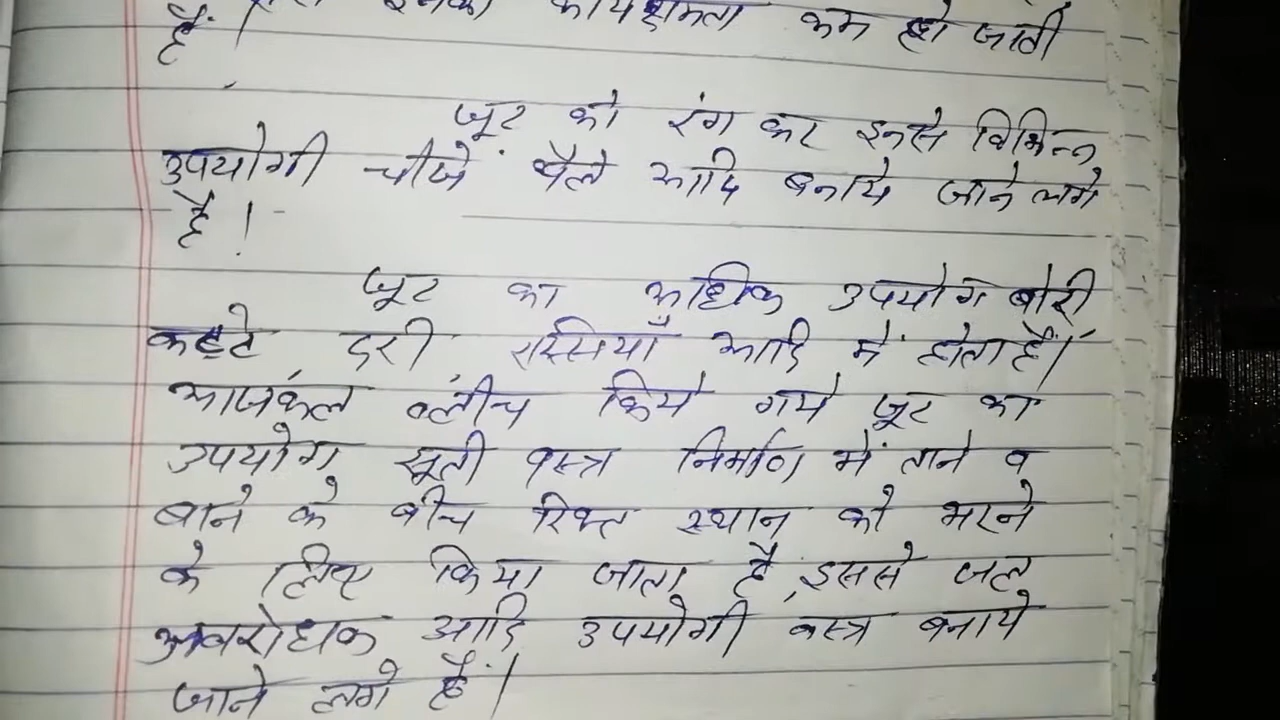 इनकी कार्यक्षमता कम हो जाती
हैं।
जूट को रंग कर इनसे विभिन्न
उपयोगी चीजें थैले आदि बनाये जाने लगे
है।
जूट का अधिक उपयोग बोरी
कट्टे दरी, रस्सियाँ आदि में होता हैं।
आजकल ब्लीच किये गये जूट का
उपयोग सूती वस्त्र निर्माण में ताने व
बाने के बीच रिक्त स्थान को भरने
के लिए किया जाता है, इससे जल
अवरोधक आदि उपयोगी वस्त्र बनाये
जाने लगे हैं।